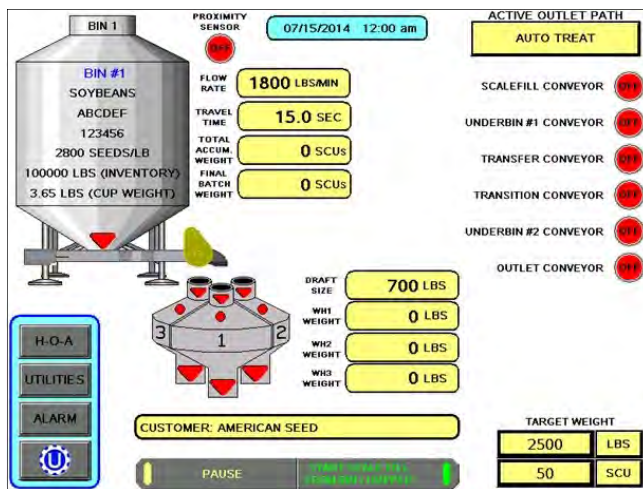 BIN 1
PROXIMITY
SENSOR
OFF
07/15/2014 12:00 am
ACTIVE OUTLET PATH
AUTO TREAT
BIN #1
SOYBEANS
ABCDEF
123456
2800 SEEDS/LB
100000 LBS (INVENTORY)
3.65 LBS (CUP WEIGHT)
FLOW
RATE
1800 LBS/MIN
TRAVEL
TIME
15.0 SEC
TOTAL
ACCUM.
WEIGHT
0 SCUs
FINAL
BATCH
WEIGHT
0 SCUs
SCALEFILL CONVEYOR OFF
UNDERBIN #1 CONVEYOR OFF
TRANSFER CONVEYOR OFF
TRANSITION CONVEYOR OFF
UNDERBIN #2 CONVEYOR OFF
OUTLET CONVEYOR OFF
3
1
2
DRAFT
SIZE
700 LBS
WH1
WEIGHT
0 LBS
WH2
WEIGHT
0 LBS
WH3
WEIGHT
0 LBS
H-O-A
UTILITIES
ALARM
U
CUSTOMER: AMERICAN SEED
PAUSE
TARGET WEIGHT
2500 LBS
50 SCU